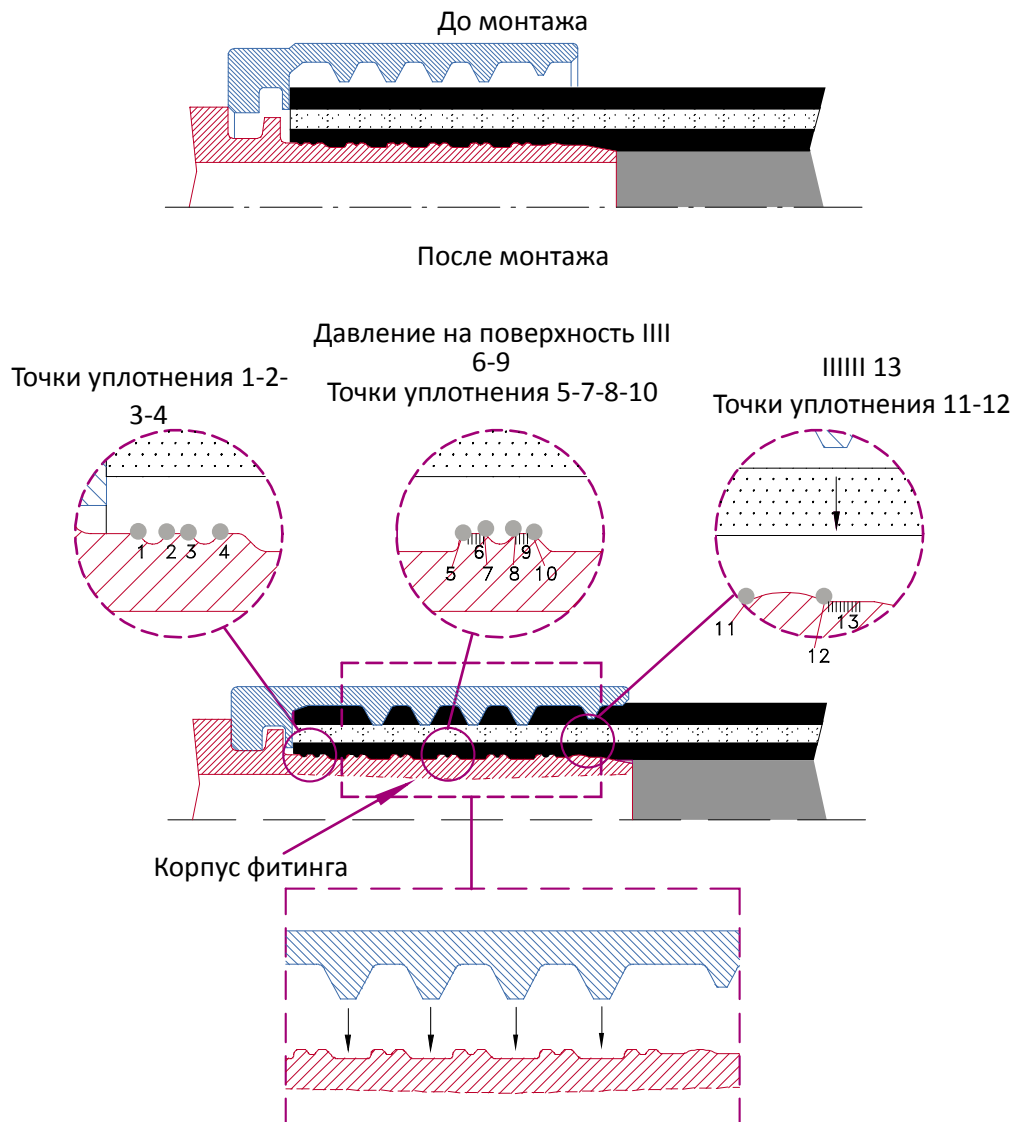 До монтажа
После монтажа
Точки уплотнения 1-2-
3-4
Давление на поверхность IIII
6-9
Точки уплотнения 5-7-8-10
IIIIII 13
Точки уплотнения 11-12
1 2 3 4
5 6 7 8 9 10
11 12 13
Корпус фитинга